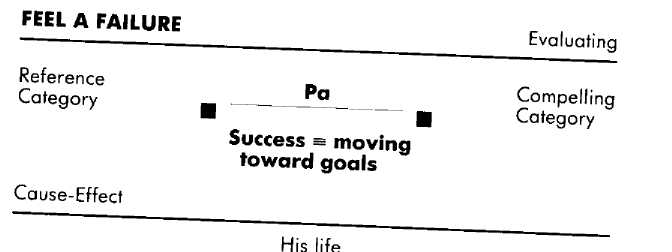 FEEL A FAILURE
Evaluating
Reference
Category
Pa
Compelling
Category
Success ≡ moving
toward goals
Cause-Effect
His life